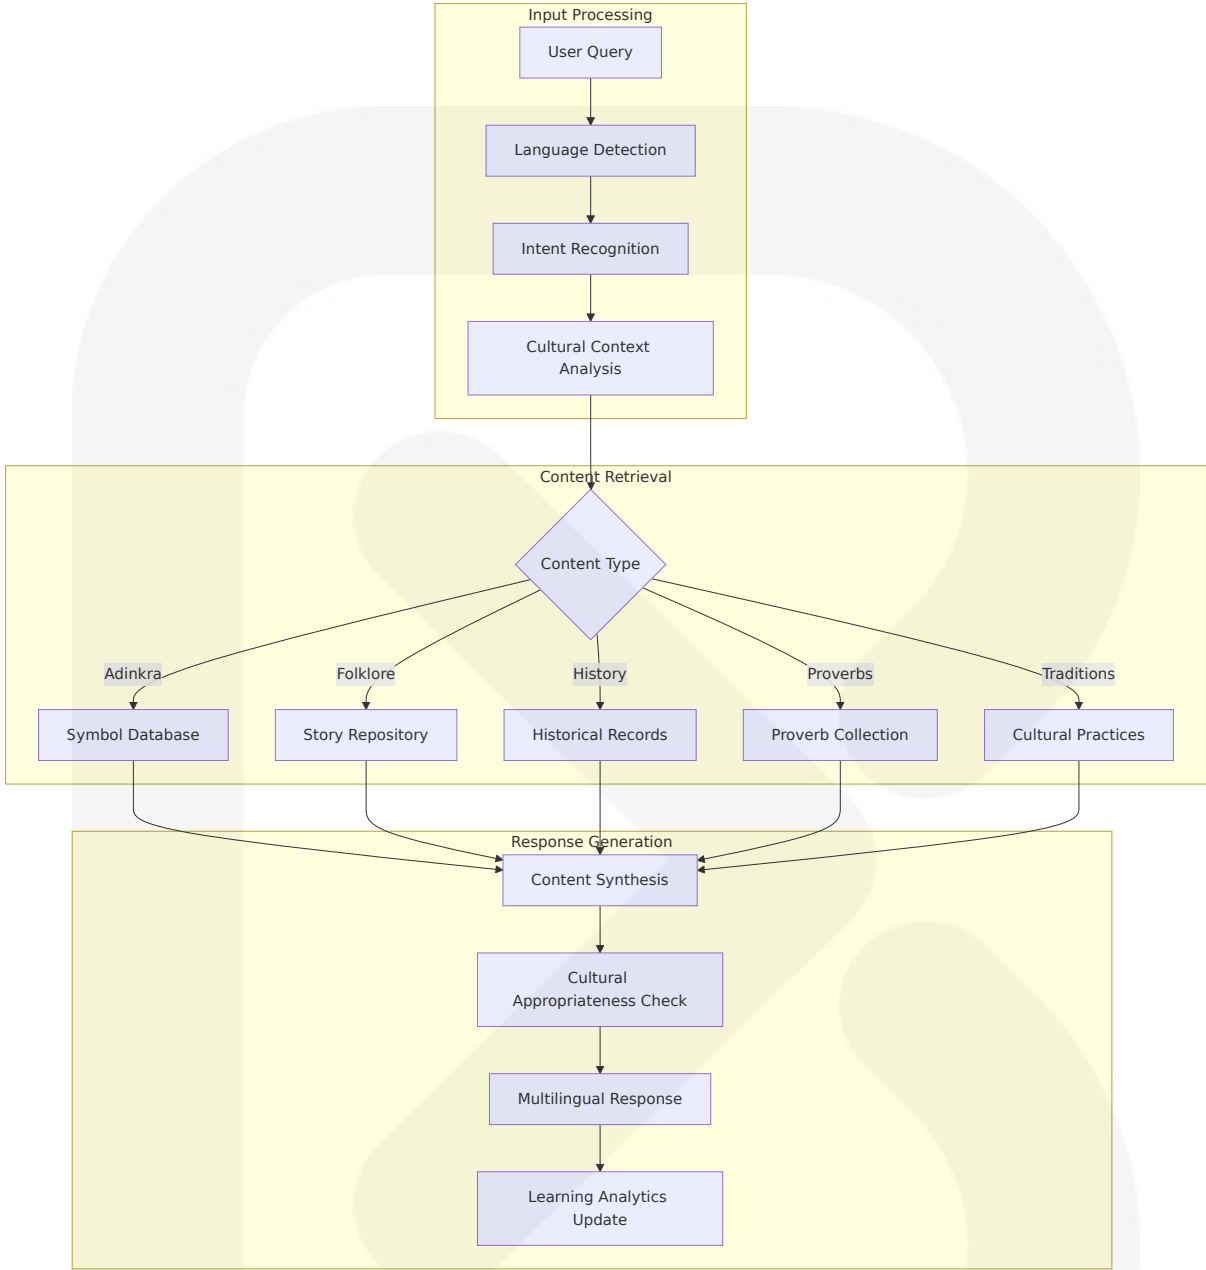 Input Processing
User Query
Language Detection
Intent Recognition
Cultural Context
Analysis
Content Retrieval
Content Type
Adinkra
Folklore
History
Proverbs
Traditions
Symbol Database
Story Repository
Historical Records
Proverb Collection
Cultural Practices
Response Generation
Content Synthesis
Cultural
Appropriateness Check
Multilingual Response
Learning Analytics
Update